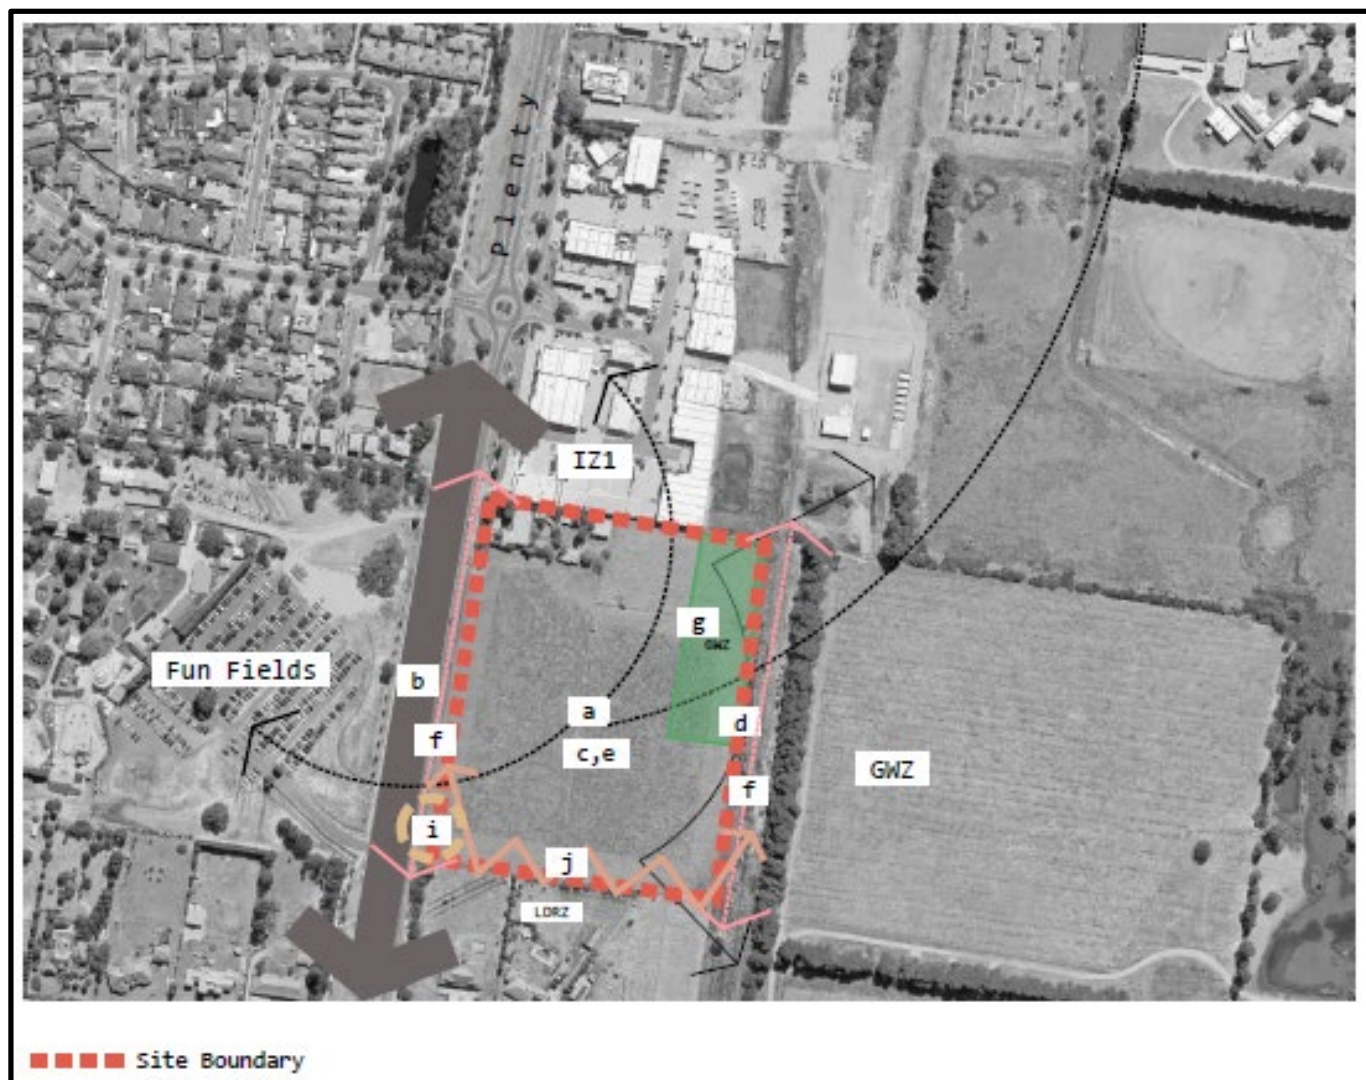 Plenty
IZ1
g
GWZ
Fun Fields
b
a
d
f
c,e
GWZ
f
i
j
LDRZ
Site Boundary